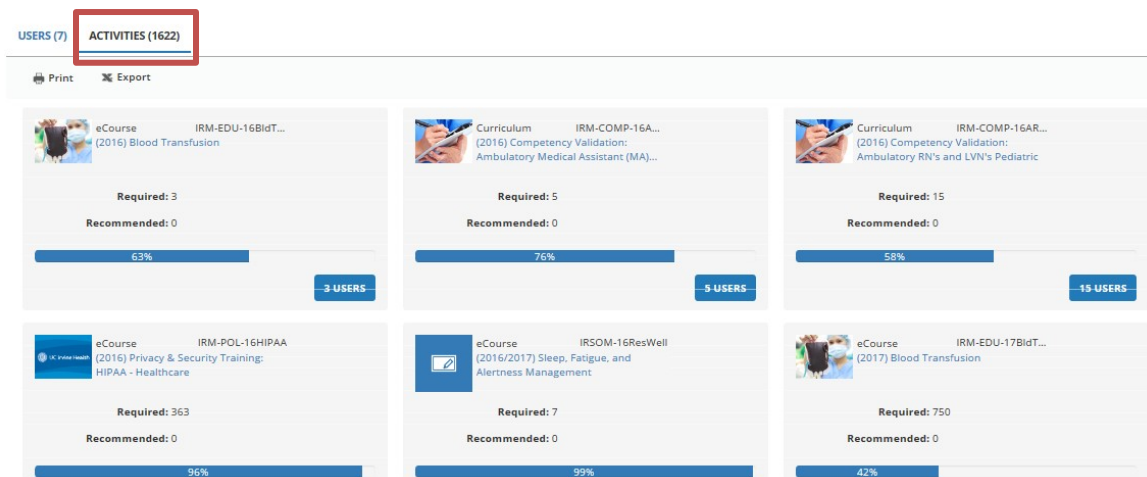 USERS (7) ACTIVITIES (1622)
Print Export
eCourse IRM-EDU-16BldT...
(2016) Blood Transfusion
Required: 3
Recommended: 0
63%
3 USERS
Curriculum IRM-COMP-16A...
(2016) Competency Validation:
Ambulatory Medical Assistant (MA)...
Required: 5
Recommended: 0
76%
5 USERS
Curriculum IRM-COMP-16AR...
(2016) Competency Validation:
Ambulatory RN's and LVN's Pediatric
Required: 15
Recommended: 0
58%
15 USERS
UC Irvine Health
eCourse IRM-POL-16HIPAA
(2016) Privacy & Security Training:
HIPAA - Healthcare
Required: 363
Recommended: 0
96%
eCourse IRSOM-16ResWell
(2016/2017) Sleep, Fatigue, and
Alertness Management
Required: 7
Recommended: 0
99%
eCourse IRM-EDU-17BldT...
(2017) Blood Transfusion
Required: 750
Recommended: 0
42%